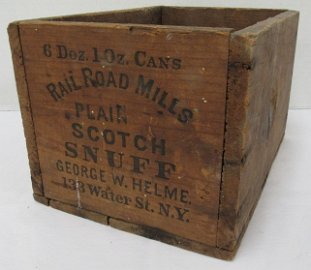 6 Doz. 1 Oz. CANS
RAIL ROAD MILLS
PLAIN
SCOTCH
SNUFF
GEORGE W. HELME.
133 Water St. N.Y.